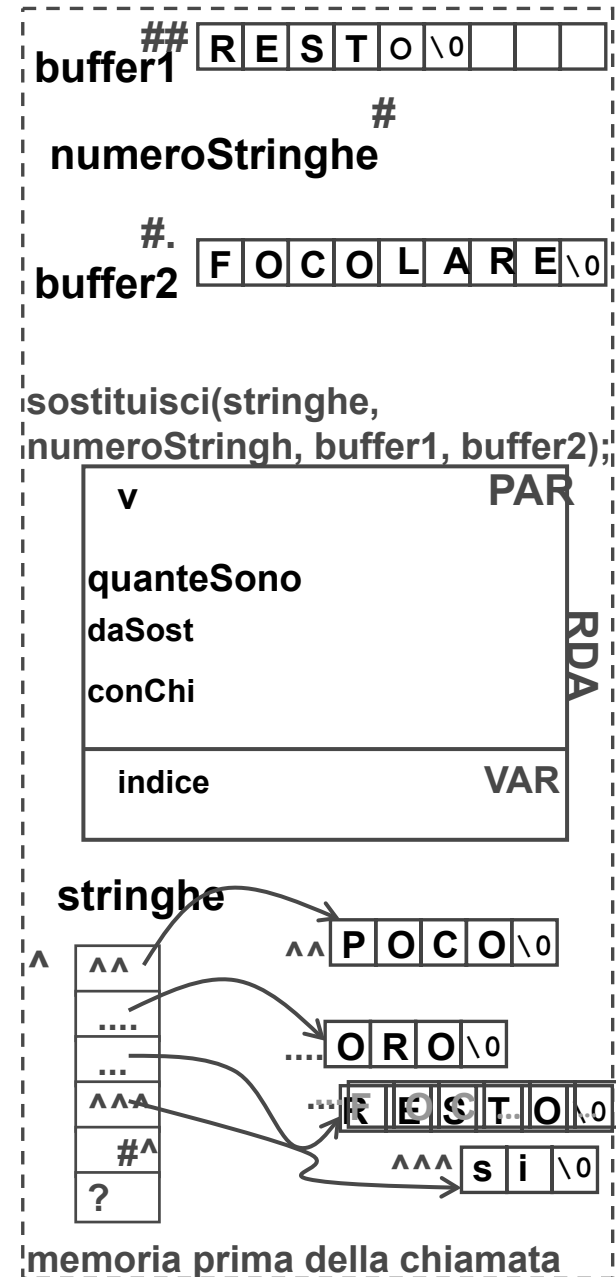 ## R E S T O \0
buffer1
#
numeroStringhe
#.
buffer2 F O C O L A R E \0
sostituisci(stringhe,
numeroStringh, buffer1, buffer2);
v PAR
quanteSono
daSost
RDA
conChi
indice VAR
stringhe
^ ^^ ^^ P O C O \0
.... .... O R O \0
... ... R E S T O \0
^^^ ^^^ s i \0
#^
?
memoria prima della chiamata